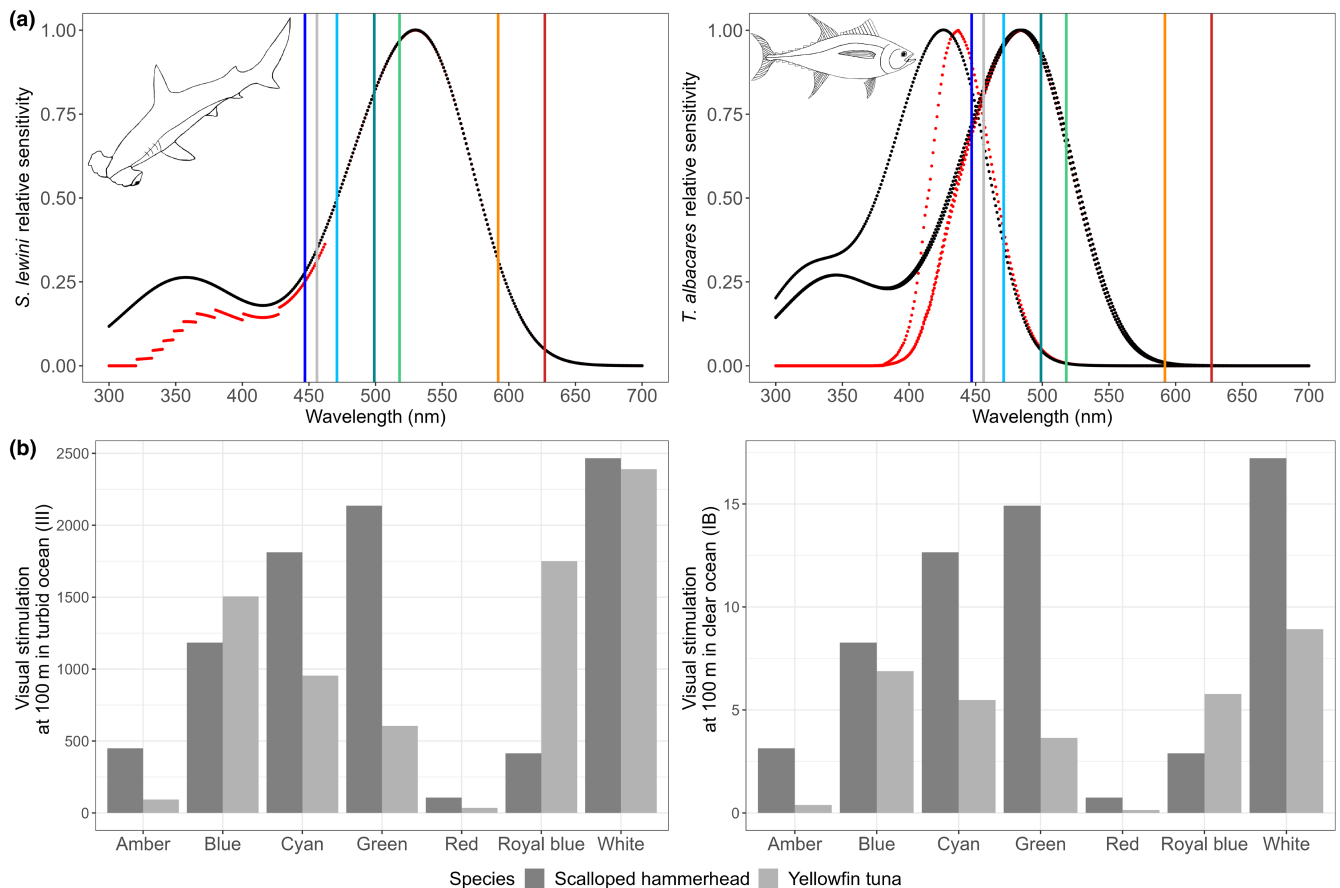 (a)
S. lewini relative sensitivity
1.00
0.75
0.50
0.25
0.00
300
350
400
450
500
550
600
650
700
Wavelength (nm)
T. albacares relative sensitivity
1.00
0.75
0.50
0.25
0.00
300
350
400
450
500
550
600
650
700
Wavelength (nm)
(b)
Visual stimulation
at 100 m in turbid ocean (III)
2500
2000
1500
1000
500
0
Amber
Blue
Cyan
Green
Red
Royal blue
White
Visual stimulation
at 100 m in clear ocean (IB)
15
10
5
0
Amber
Blue
Cyan
Green
Red
Royal blue
White
Species
Scalloped hammerhead
Yellowfin tuna